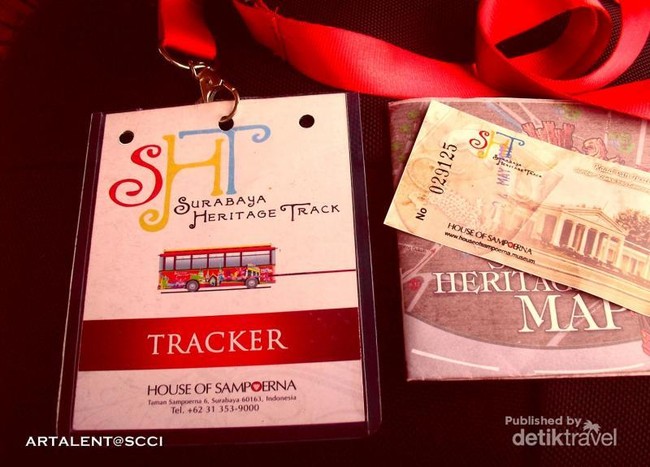 SHT
SURABAYA
HERITAGE TRACK
TRACKER
HOUSE OF SAMPOERNA
Taman Sampoerna 6, Surabaya 60163, Indonesia
Tel. +62 31 353-9000
SHT
SURABAYA
HERITAGE TRACK
No 029125
MAY
HOUSE OF SAMPOERNA
www.houseofsampoerna.museum
MAP
ARTALENT@SCCI
Published by
detiktravel